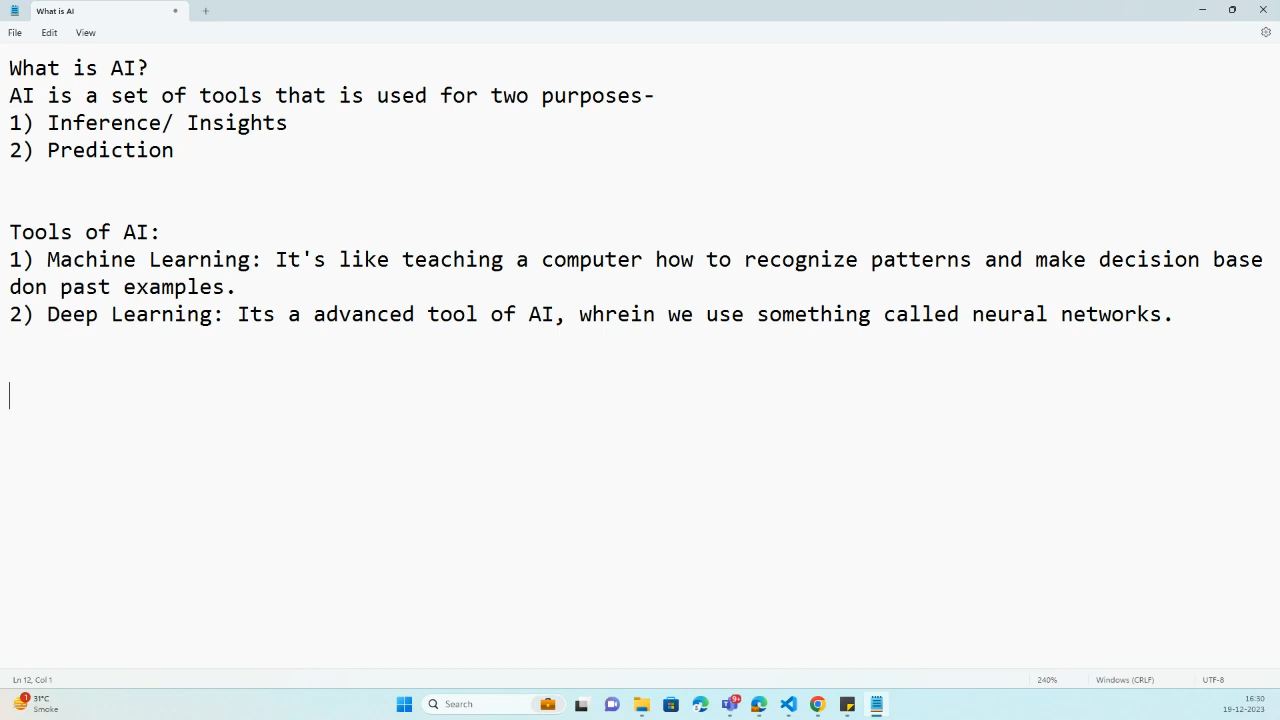 What is AI
File Edit View
What is AI?
AI is a set of tools that is used for two purposes-
1) Inference/ Insights
2) Prediction
Tools of AI:
1) Machine Learning: It's like teaching a computer how to recognize patterns and make decision base
don past examples.
2) Deep Learning: Its a advanced tool of AI, whrein we use something called neural networks.
Ln 12, Col 1
240%
Windows (CRLF)
UTF-8
1
31°C
Smoke
Search
9+
16:30
19-12-2023